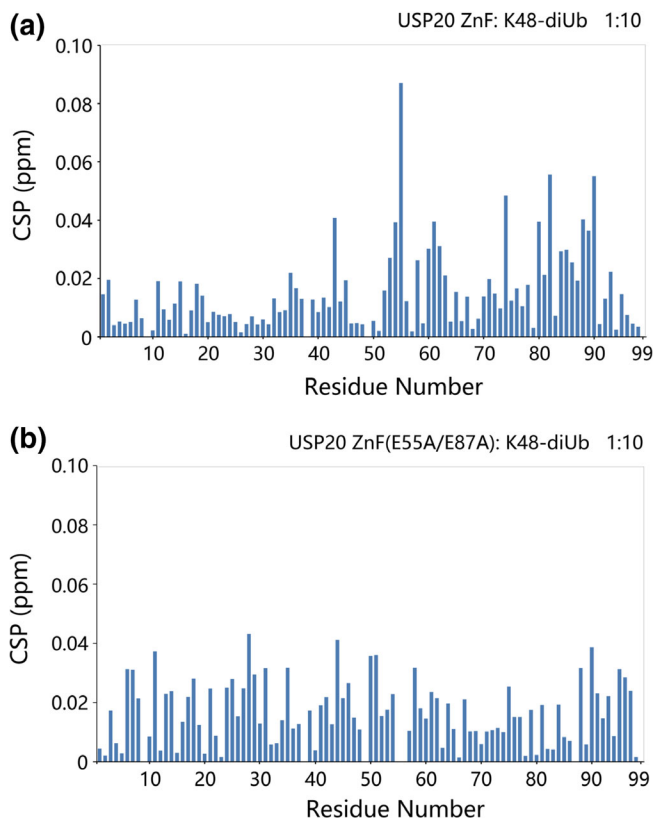 (a)
USP20 ZnF: K48-diUb 1:10
0.10
0.08
0.06
0.04
0.02
0
CSP (ppm)
10 20 30 40 50 60 70 80 90 99
Residue Number
(b)
USP20 ZnF(E55A/E87A): K48-diUb 1:10
0.10
0.08
0.06
0.04
0.02
0
CSP (ppm)
10 20 30 40 50 60 70 80 90 99
Residue Number